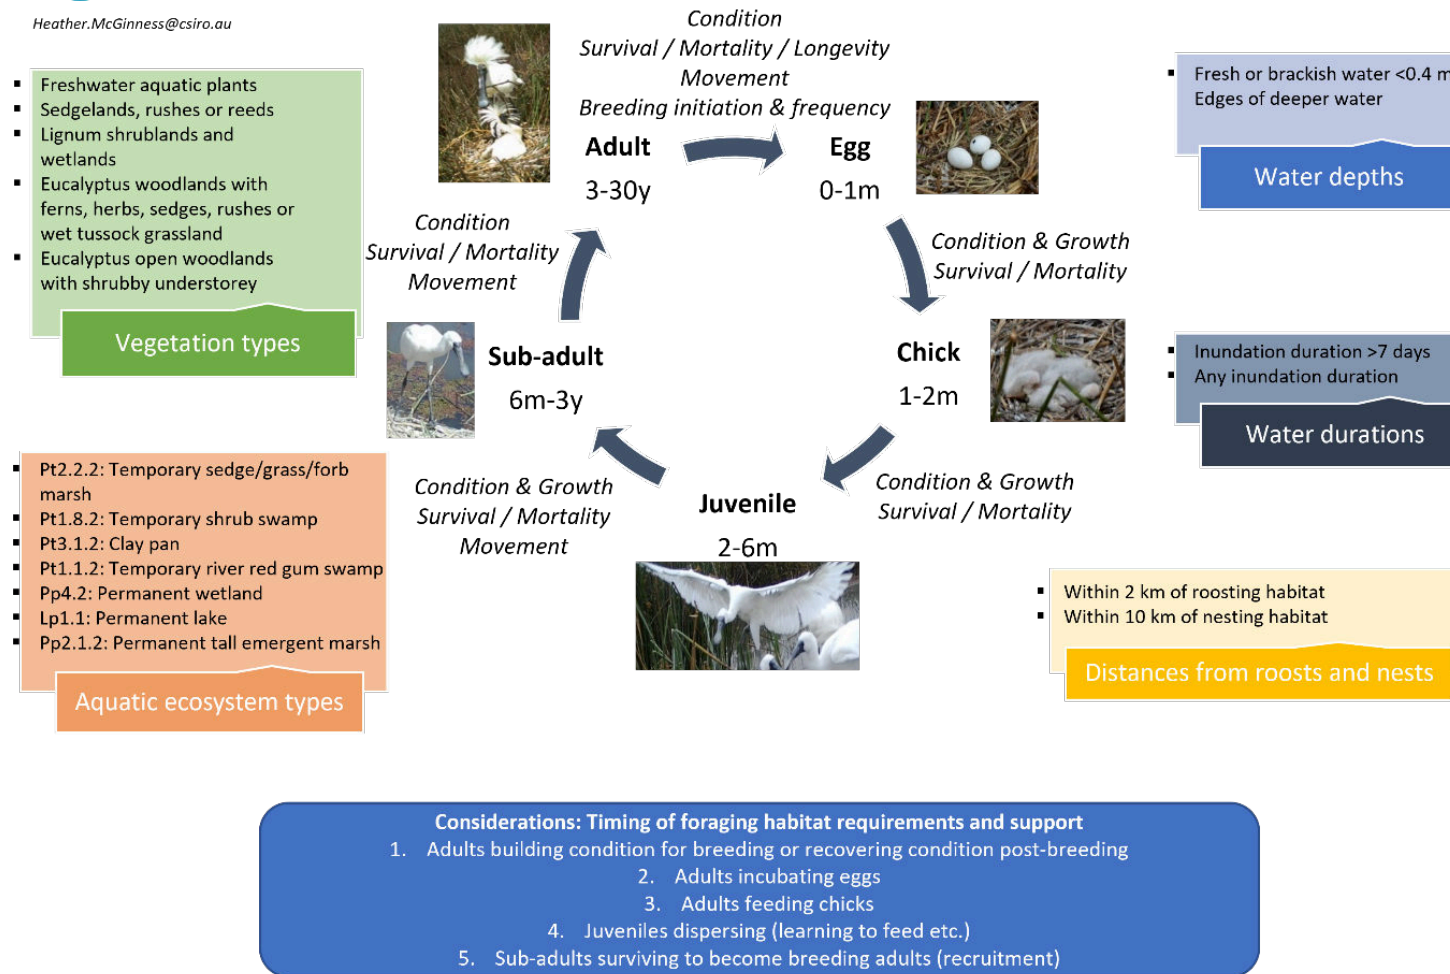 Heather.McGinness@csiro.au
▪ Freshwater aquatic plants
▪ Sedgelands, rushes or reeds
▪ Lignum shrublands and
wetlands
▪ Eucalyptus woodlands with
ferns, herbs, sedges, rushes or
wet tussock grassland
▪ Eucalyptus open woodlands
with shrubby understorey
Vegetation types
▪ Pt2.2.2: Temporary sedge/grass/forb
marsh
▪ Pt1.8.2: Temporary shrub swamp
▪ Pt3.1.2: Clay pan
▪ Pt1.1.2: Temporary river red gum swamp
▪ Pp4.2: Permanent wetland
▪ Lp1.1: Permanent lake
▪ Pp2.1.2: Permanent tall emergent marsh
Aquatic ecosystem types
Condition
Survival / Mortality / Longevity
Movement
Breeding initiation & frequency
Adult
3-30y
Egg
0-1m
Condition & Growth
Survival / Mortality
Chick
1-2m
Condition & Growth
Survival / Mortality
Juvenile
2-6m
Condition & Growth
Survival / Mortality
Movement
Sub-adult
6m-3y
Condition
Survival / Mortality
Movement
▪ Fresh or brackish water <0.4 m
Edges of deeper water
Water depths
▪ Inundation duration >7 days
▪ Any inundation duration
Water durations
▪ Within 2 km of roosting habitat
▪ Within 10 km of nesting habitat
Distances from roosts and nests
Considerations: Timing of foraging habitat requirements and support
1. Adults building condition for breeding or recovering condition post-breeding
2. Adults incubating eggs
3. Adults feeding chicks
4. Juveniles dispersing (learning to feed etc.)
5. Sub-adults surviving to become breeding adults (recruitment)